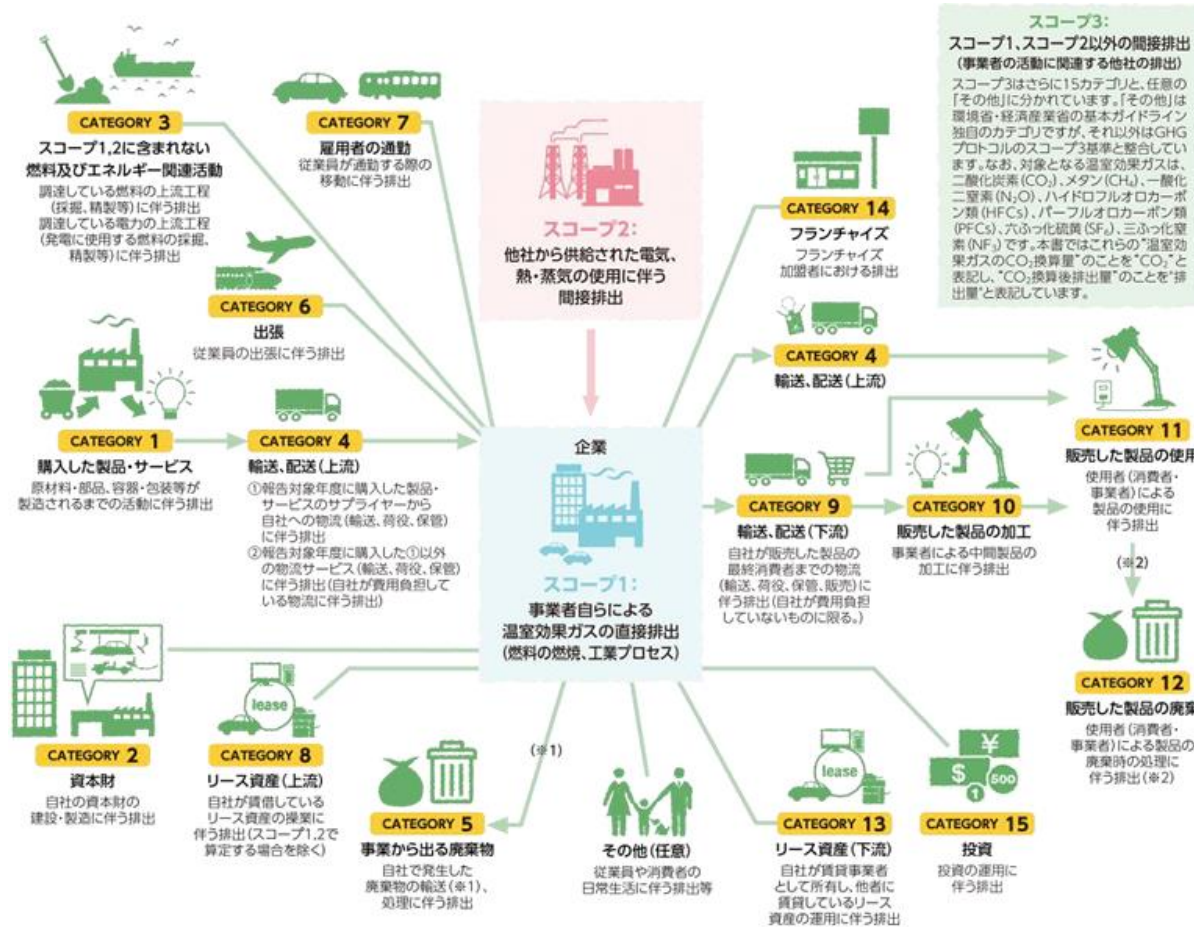 スコープ3:
スコープ1、スコープ2以外の間接排出
(事業者の活動に関連する他社の排出)
スコープ3はさらに15カテゴリと、任意の
「その他」に分かれています。「その他」は
環境省・経済産業省の基本ガイドライン
独自のカテゴリですが、それ以外はGHG
プロトコルのスコープ3基準と整合してい
ます。なお、対象となる温室効果ガスは、
二酸化炭素(CO₂)、メタン(CH₄)、一酸化
二窒素(N₂O)、ハイドロフルオロカーボ
ン類(HFCs)、パーフルオロカーボン類
(PFCs)、六ふっ化硫黄(SF₆)、三ふっ化窒
素(NF₃)です。本書ではこれらの"温室効
果ガスのCO₂換算量"のことを"CO₂"と
表記し、"CO₂換算後排出量"のことを"排
出量"と表記しています。
CATEGORY 3
スコープ1,2に含まれない
燃料及びエネルギー関連活動
調達している燃料の上流工程
(採掘、精製等)に伴う排出
調達している電力の上流工程
(発電に使用する燃料の採掘、
精製等)に伴う排出
CATEGORY 7
雇用者の通勤
従業員が通勤する際の
移動に伴う排出
スコープ2:
他社から供給された電気、
熱・蒸気の使用に伴う
間接排出
CATEGORY 14
フランチャイズ
フランチャイズ
加盟者における排出
CATEGORY 6
出張
従業員の出張に伴う排出
CATEGORY 4
輸送、配送(上流)
CATEGORY 1
購入した製品・サービス
原材料・部品、容器・包装等が
製造されるまでの活動に伴う排出
CATEGORY 4
輸送、配送(上流)
①報告対象年度に購入した製品・
サービスのサプライヤーから
自社への物流(輸送、荷役、保管)
に伴う排出
②報告対象年度に購入した①以外
の物流サービス(輸送、荷役、保管)
に伴う排出(自社が費用負担して
いる物流に伴う排出)
企業
スコープ1:
事業者自らによる
温室効果ガスの直接排出
(燃料の燃焼、工業プロセス)
CATEGORY 9
輸送、配送(下流)
自社が販売した製品の
最終消費者までの物流
(輸送、荷役、保管、販売)に
伴う排出(自社が費用負担
していないものに限る。)
CATEGORY 10
販売した製品の加工
事業者による中間製品の
加工に伴う排出
CATEGORY 11
販売した製品の使用
使用者(消費者・
事業者)による
製品の使用に
伴う排出
(※2)
CATEGORY 12
販売した製品の廃棄
使用者(消費者・
事業者)による製品の
廃棄時の処理に
伴う排出(※2)
CATEGORY 2
資本財
自社の資本財の
建設・製造に伴う排出
lease
CATEGORY 8
リース資産(上流)
自社が賃借している
リース資産の操業に
伴う排出(スコープ1,2で
算定する場合を除く)
(※1)
CATEGORY 5
事業から出る廃棄物
自社で発生した
廃棄物の輸送(※1)、
処理に伴う排出
その他(任意)
従業員や消費者の
日常生活に伴う排出等
lease
CATEGORY 13
リース資産(下流)
自社が賃貸事業者
として所有し、他者に
賃貸しているリース
資産の運用に伴う排出
¥
$
500
1
CATEGORY 15
投資
投資の運用に
伴う排出